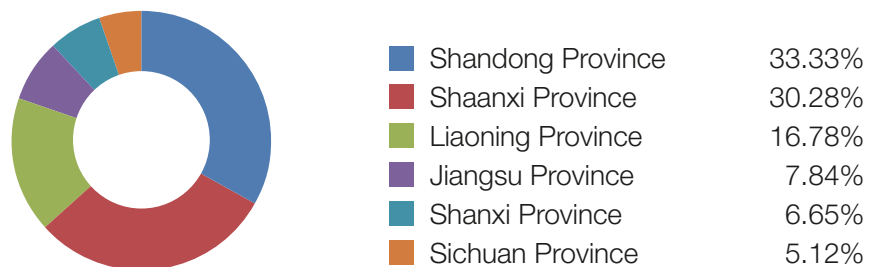 Shandong Province 33.33%
Shaanxi Province 30.28%
Liaoning Province 16.78%
Jiangsu Province 7.84%
Shanxi Province 6.65%
Sichuan Province 5.12%